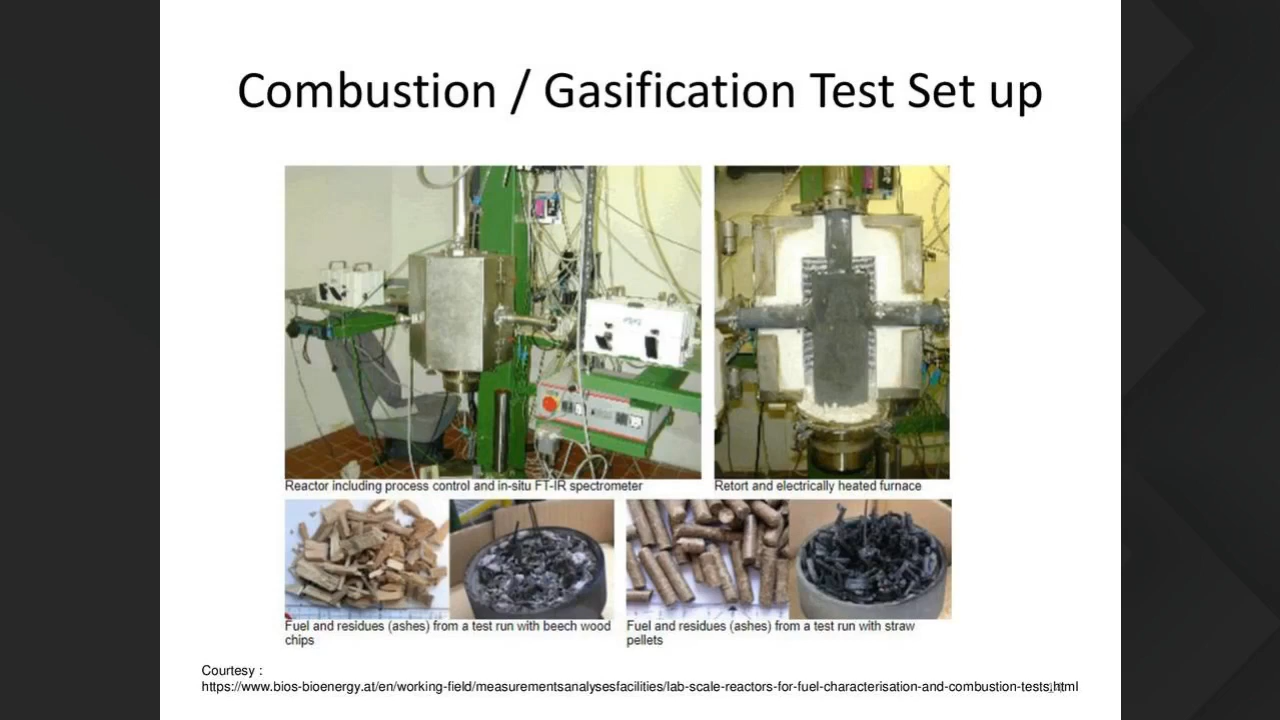 Combustion / Gasification Test Set up
Reactor including process control and in-situ FT-IR spectrometer
Retort and electrically heated furnace
Fuel and residues (ashes) from a test run with beech wood
chips
Fuel and residues (ashes) from a test run with straw
pellets
Courtesy :
https://www.bios-bioenergy.at/en/working-field/measurementsanalysesfacilities/lab-scale-reactors-for-fuel-characterisation-and-combustion-tests.html